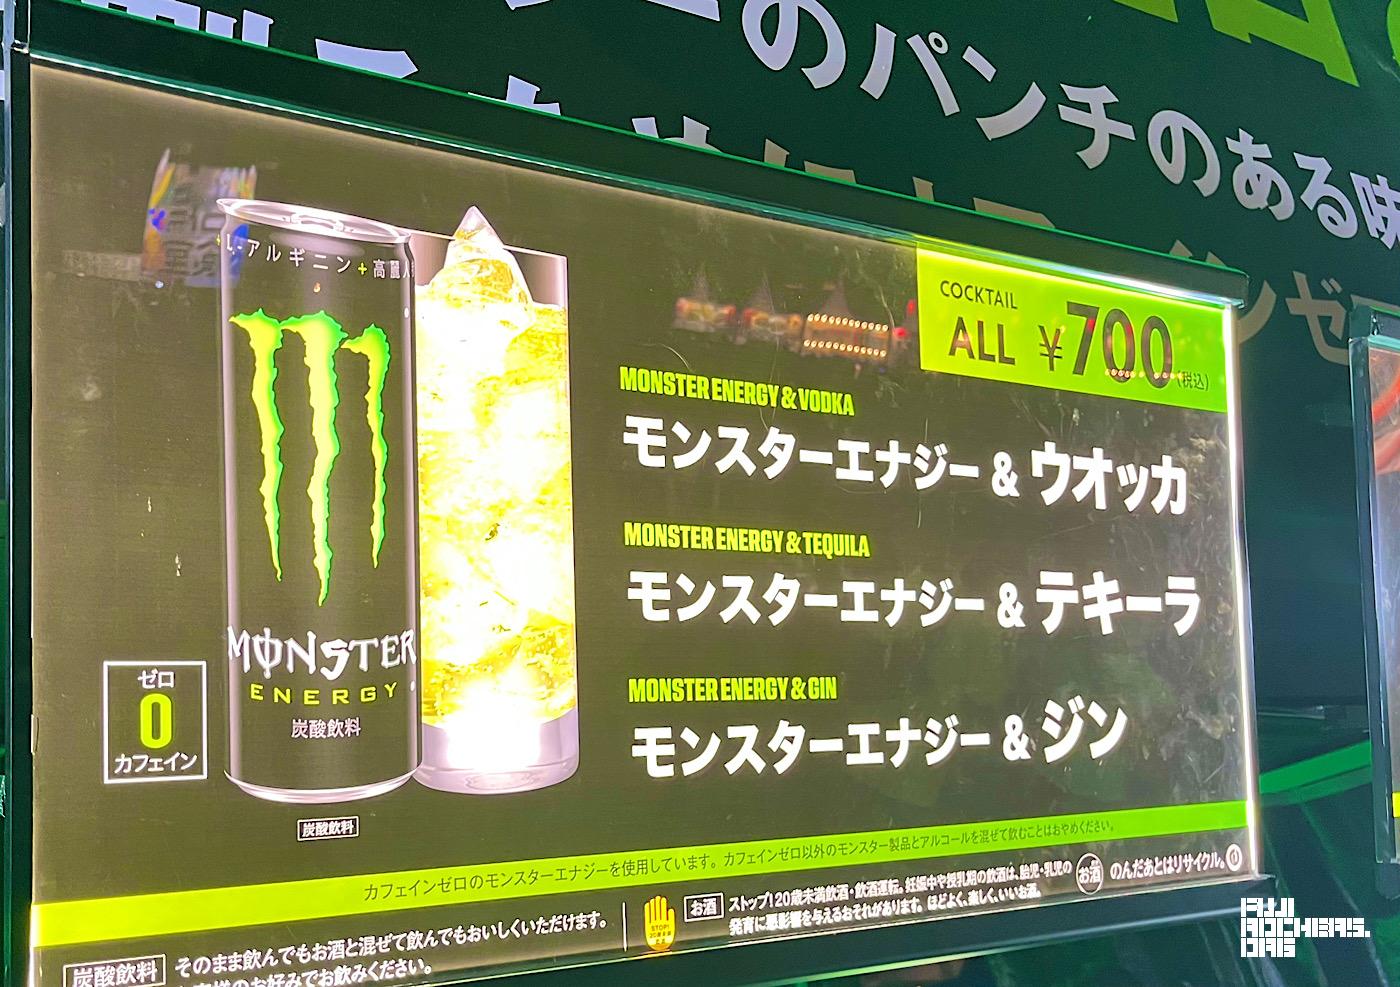 のパンチのある味
L-アルギニン+高麗人
MONSTER
ENERGY
炭酸飲料
ゼロ
0
カフェイン
炭酸飲料
COCKTAIL
ALL ¥700(税込)
MONSTER ENERGY & VODKA
モンスターエナジー & ウオッカ
MONSTER ENERGY & TEQUILA
モンスターエナジー & テキーラ
MONSTER ENERGY & GIN
モンスターエナジー & ジン
カフェインゼロのモンスターエナジーを使用しています。カフェインゼロ以外のモンスター製品とアルコールを混ぜて飲むことはおやめください。
炭酸飲料 そのまま飲んでもお酒と混ぜて飲んでもおいしくいただけます。
のお好みでお飲みください。
STOP!
お酒 ストップ!20歳未満飲酒・飲酒運転。妊娠中や授乳期の飲酒は、胎児・乳児の
発育に悪影響を与えるおそれがあります。ほどよく、楽しく、いいお酒。
お酒 のんだあとはリサイクル。
FUJI
ROCKERS.
ORG